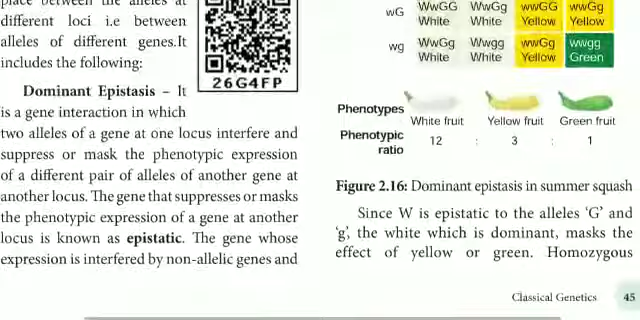 place between the alleles at
different loci i.e between
alleles of different genes.It
includes the following:
26G4FP
Dominant Epistasis – It
is a gene interaction in which
two alleles of a gene at one locus interfere and
suppress or mask the phenotypic expression
of a different pair of alleles of another gene at
another locus. The gene that suppresses or masks
the phenotypic expression of a gene at another
locus is known as epistatic. The gene whose
expression is interfered by non-allelic genes and
wG WwGG WwGg wwGG wwGg
White White Yellow Yellow
wg WwGg Wwgg wwGg wwgg
White White Yellow Green
Phenotypes
White fruit Yellow fruit Green fruit
Phenotypic ratio 12 : 3 : 1
Figure 2.16: Dominant epistasis in summer squash
Since W is epistatic to the alleles ‘G’ and
‘g’, the white which is dominant, masks the
effect of yellow or green. Homozygous
Classical Genetics 45